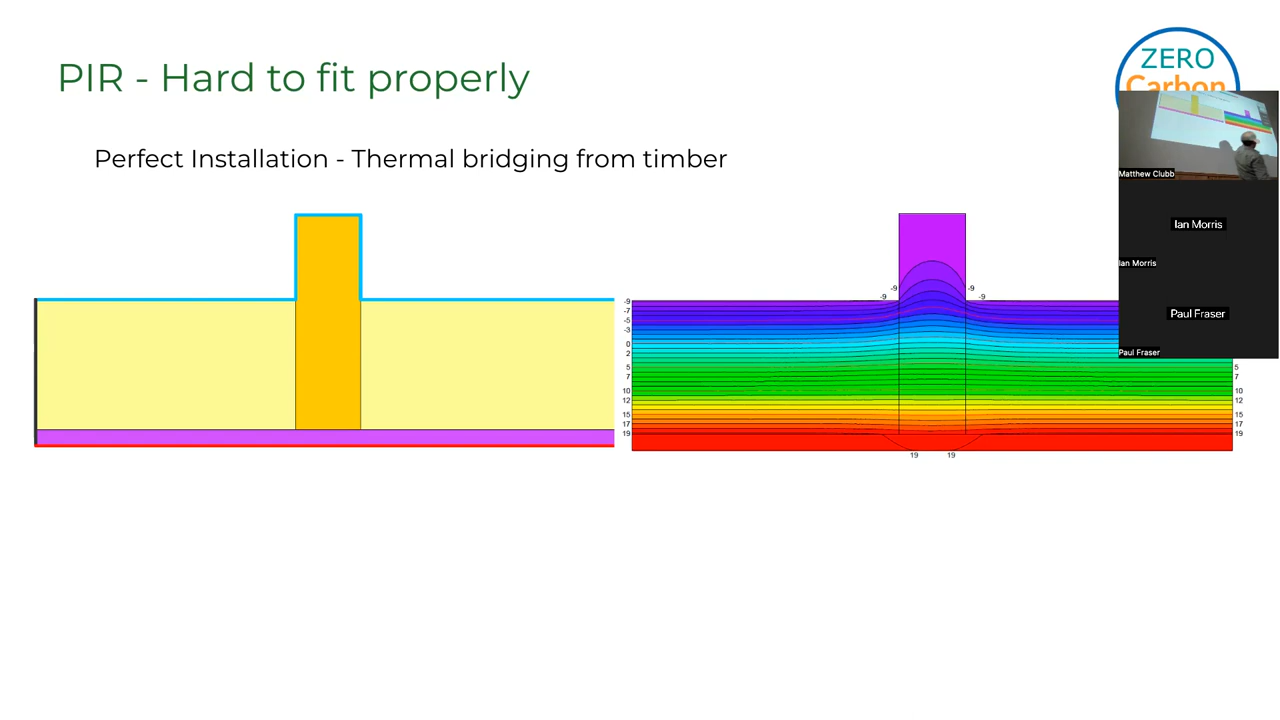 PIR - Hard to fit properly
ZERO
Carbon
Perfect Installation - Thermal bridging from timber
Matthew Clubb
Ian Morris
Ian Morris
Paul Fraser
Paul Fraser
-9
-9
-9
-9
-9
-7
-5
-3
0
2
5
7
10
12
15
17
19
5
7
10
12
15
17
19
19
19